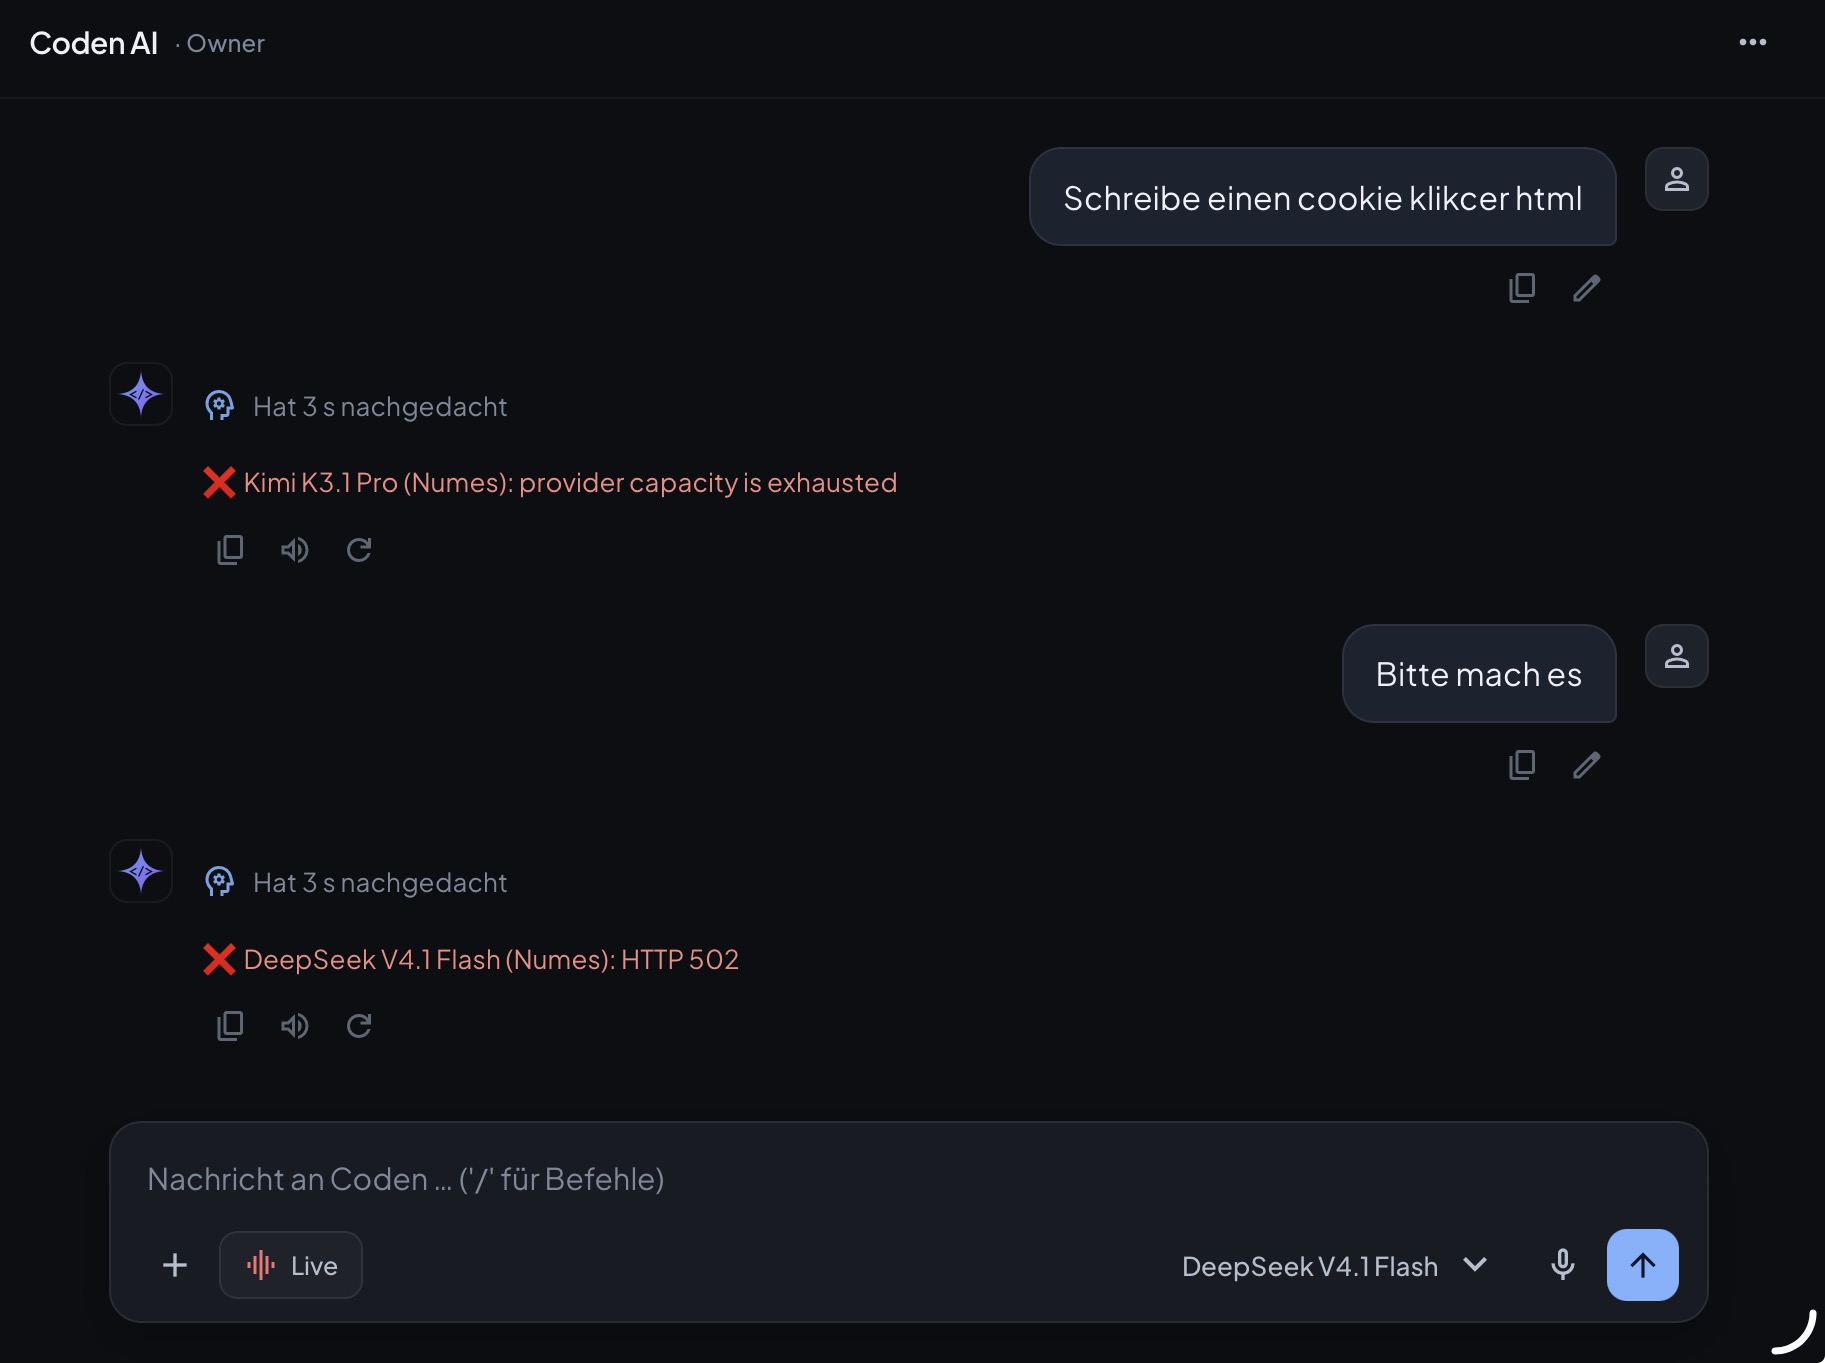 Coden AI · Owner
Schreibe einen cookie klikcer html
Hat 3 s nachgedacht
❌ Kimi K3.1 Pro (Numes): provider capacity is exhausted
Bitte mach es
Hat 3 s nachgedacht
❌ DeepSeek V4.1 Flash (Numes): HTTP 502
Nachricht an Coden ... ('/' für Befehle)
Live
DeepSeek V4.1 Flash